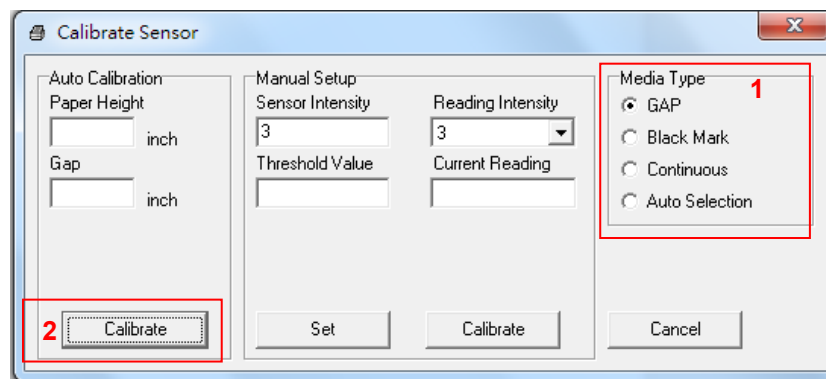 Calibrate Sensor
X
Auto Calibration
Paper Height
inch
Gap
inch
2 Calibrate
Manual Setup
Sensor Intensity Reading Intensity
3 3
Threshold Value Current Reading
Set Calibrate
Media Type 1
GAP
Black Mark
Continuous
Auto Selection
Cancel